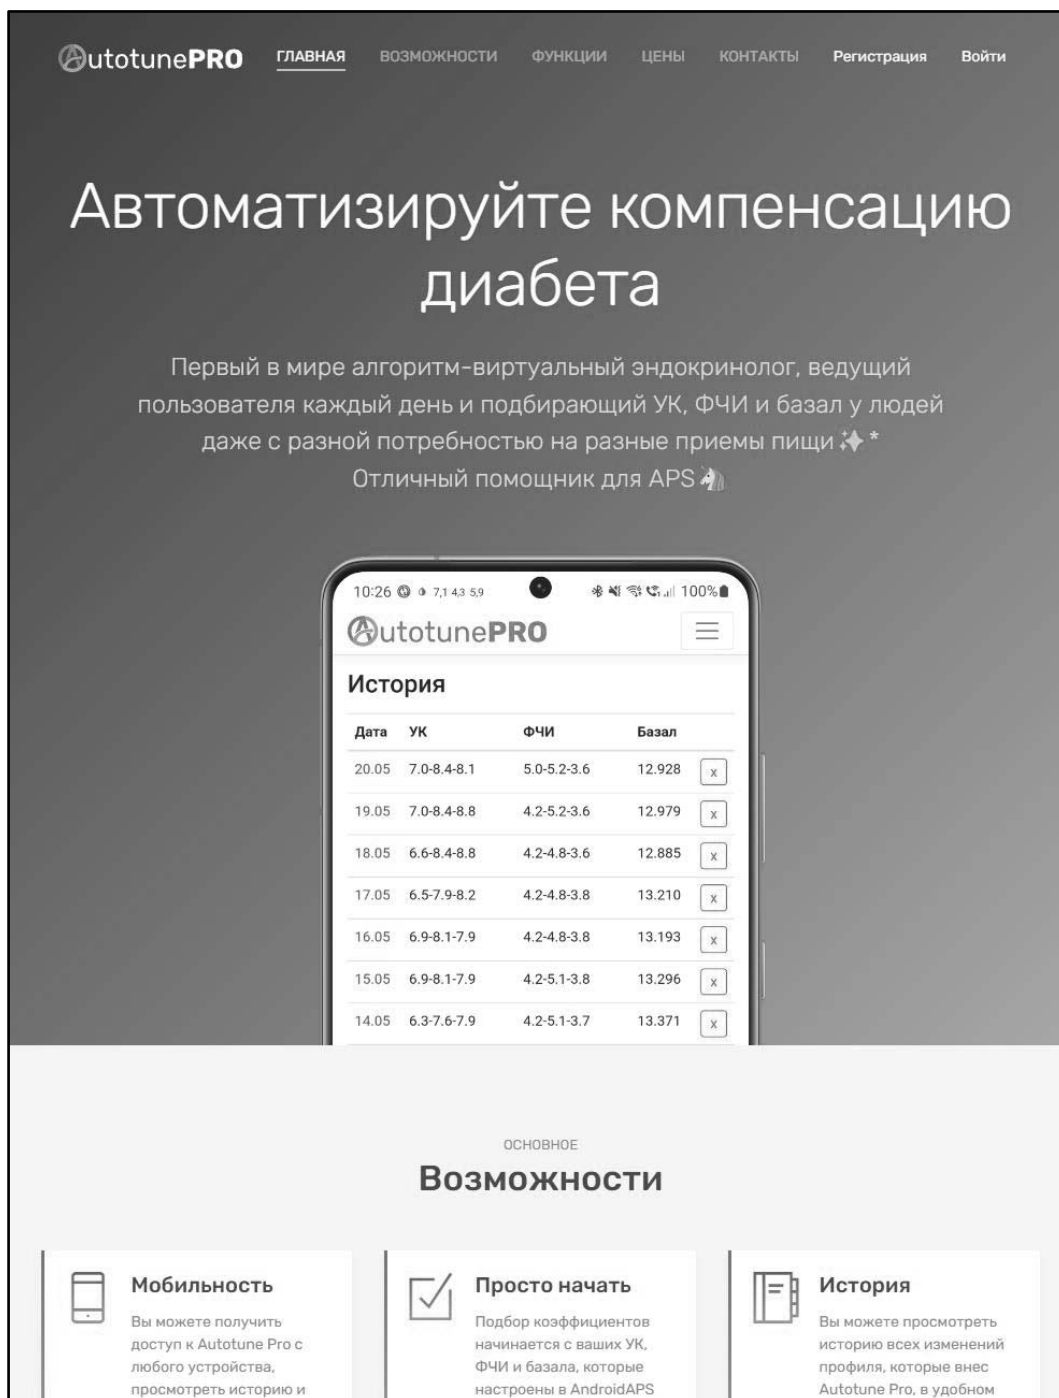 AutotunePRO ГЛАВНАЯ ВОЗМОЖНОСТИ ФУНКЦИИ ЦЕНЫ КОНТАКТЫ Регистрация Войти
Автоматизируйте компенсацию
диабета
Первый в мире алгоритм-виртуальный эндокринолог, ведущий
пользователя каждый день и подбирающий УК, ФЧИ и базал у людей
даже с разной потребностью на разные приемы пищи ✨ *
Отличный помощник для APS 🦄
10:26 7,1 4,3 5,9 100%
AutotunePRO
История
Дата УК ФЧИ Базал
20.05 7.0-8.4-8.1 5.0-5.2-3.6 12.928 x
19.05 7.0-8.4-8.8 4.2-5.2-3.6 12.979 x
18.05 6.6-8.4-8.8 4.2-4.8-3.6 12.885 x
17.05 6.5-7.9-8.2 4.2-4.8-3.8 13.210 x
16.05 6.9-8.1-7.9 4.2-4.8-3.8 13.193 x
15.05 6.9-8.1-7.9 4.2-5.1-3.8 13.296 x
14.05 6.3-7.6-7.9 4.2-5.1-3.7 13.371 x
ОСНОВНОЕ
Возможности
Мобильность
Вы можете получить
доступ к Autotune Pro с
любого устройства,
просмотреть историю и
Просто начать
Подбор коэффициентов
начинается с ваших УК,
ФЧИ и базала, которые
настроены в AndroidAPS
История
Вы можете просмотреть
историю всех изменений
профиля, которые внес
Autotune Pro, в удобном